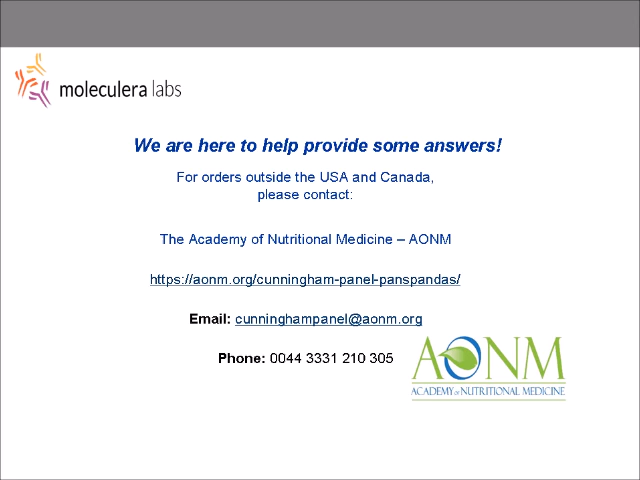 moleculera labs
We are here to help provide some answers!
For orders outside the USA and Canada,
please contact:
The Academy of Nutritional Medicine – AONM
https://aonm.org/cunningham-panel-panspandas/
Email: cunninghampanel@aonm.org
Phone: 0044 3331 210 305
AONM
ACADEMY OF NUTRITIONAL MEDICINE